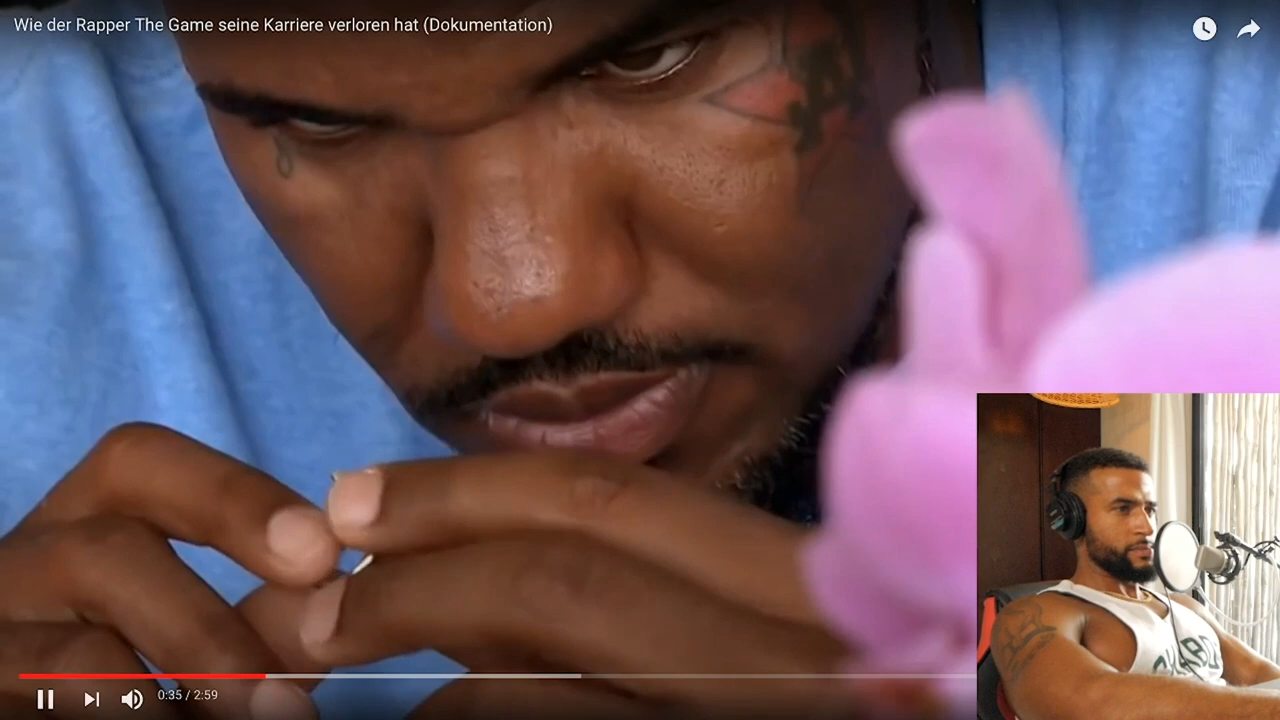 Wie der Rapper The Game seine Karriere verloren hat (Dokumentation)
0:35 / 2:59